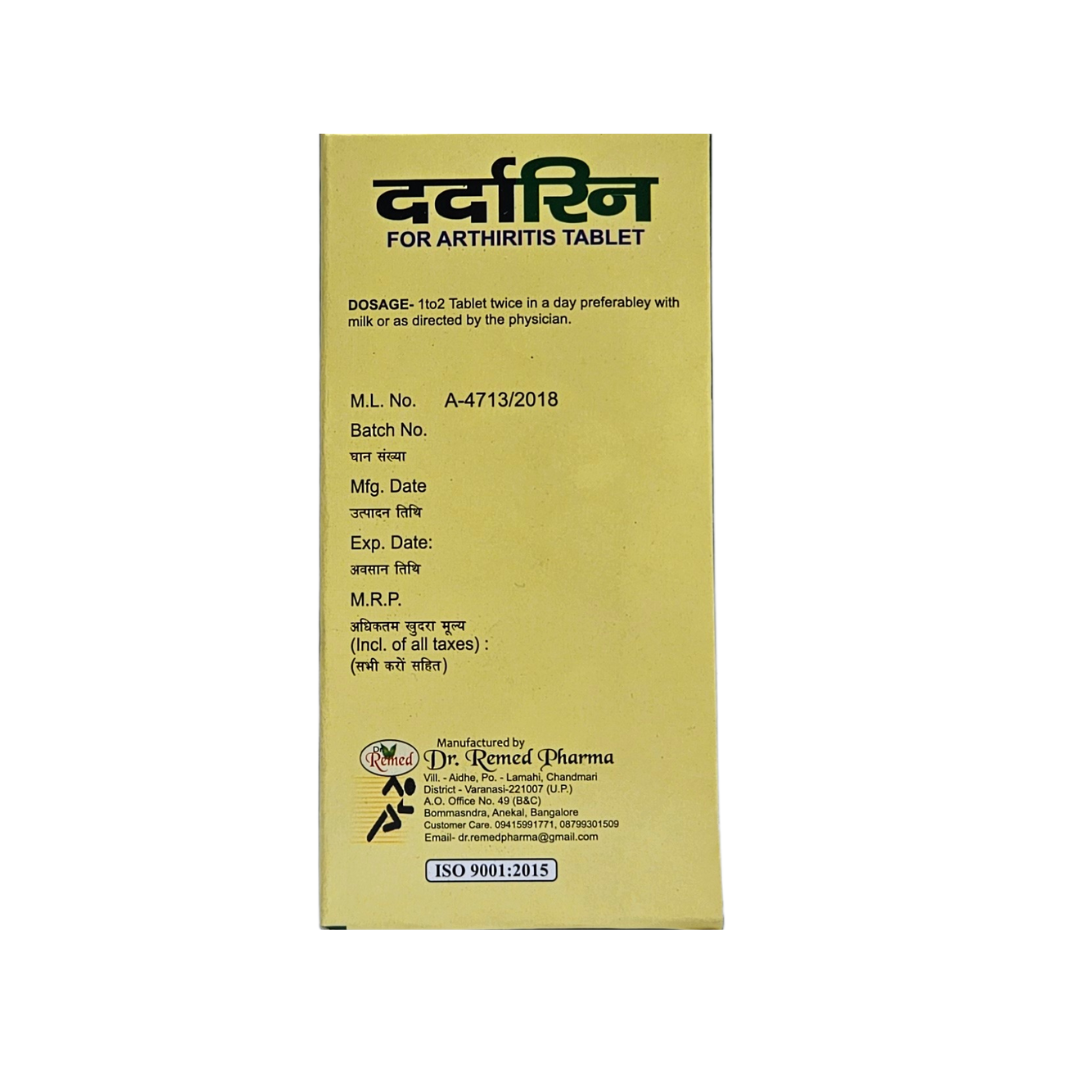 दर्दारिन
FOR ARTHIRITIS TABLET
DOSAGE- 1to2 Tablet twice in a day preferabley with
milk or as directed by the physician.
M.L. No. A-4713/2018
Batch No.
घान संख्या
Mfg. Date
उत्पादन तिथि
Exp. Date:
अवसान तिथि
M.R.P.
अधिकतम खुदरा मूल्य
(Incl. of all taxes) :
(सभी करों सहित)
Manufactured by
Dr. Remed Dr. Remed Pharma
Vill. - Aidhe, Po. - Lamahi, Chandmari
District - Varanasi-221007 (U.P.)
A.O. Office No. 49 (B&C)
Bommasndra, Anekal, Bangalore
Customer Care. 09415991771, 08799301509
Email- dr.remedpharma@gmail.com
ISO 9001:2015